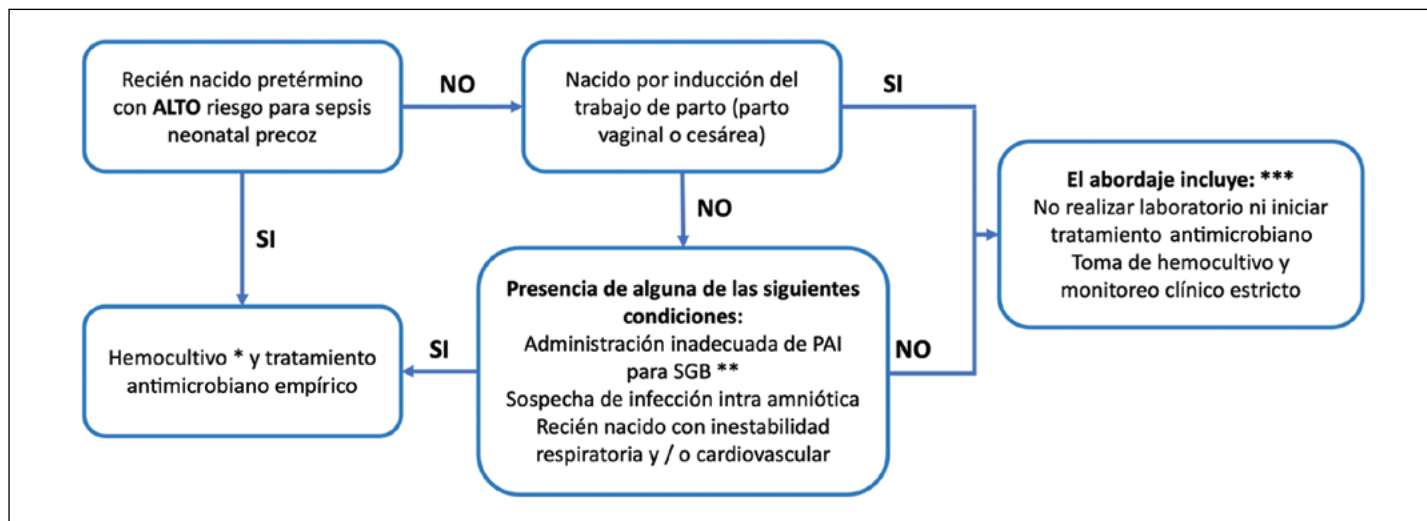 Recién nacido pretérmino
con ALTO riesgo para sepsis
neonatal precoz
NO
Nacido por inducción del
trabajo de parto (parto
vaginal o cesárea)
SI
El abordaje incluye: ***
No realizar laboratorio ni iniciar
tratamiento antimicrobiano
Toma de hemocultivo y
monitoreo clínico estricto
SI
NO
Presencia de alguna de las siguientes
condiciones:
Administración inadecuada de PAI
para SGB **
Sospecha de infección intra amniótica
Recién nacido con inestabilidad
respiratoria y / o cardiovascular
SI
NO
Hemocultivo * y tratamiento
antimicrobiano empírico